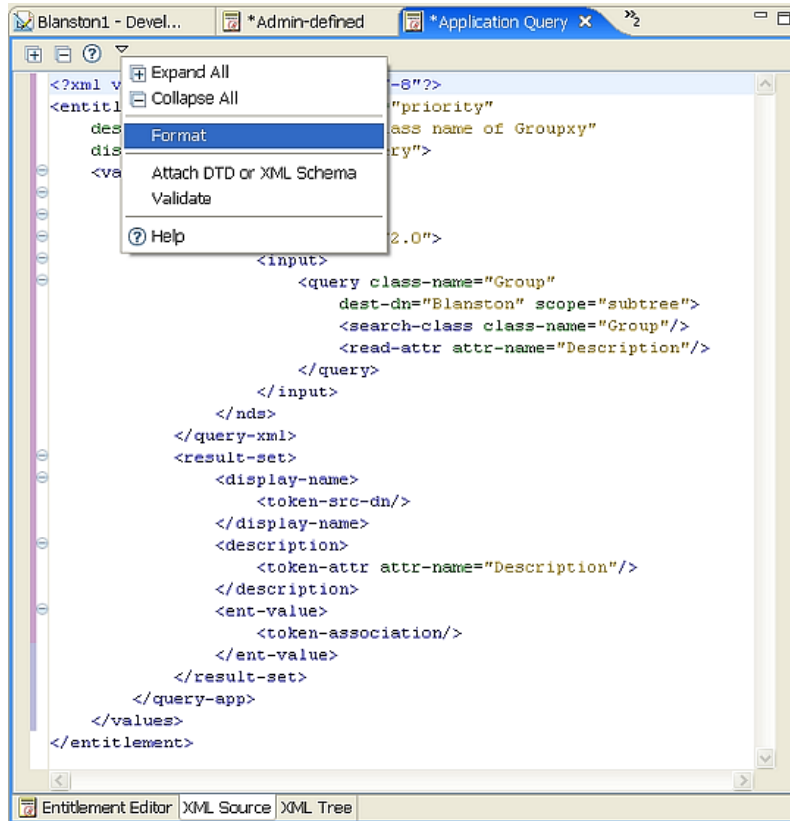 Blanston1 - Devel... *Admin-defined *Application Query »2
Expand All
Collapse All
Format
Attach DTD or XML Schema
Validate
Help
<?xml v -8"?>
<entitl "priority"
des ass name of Groupxy"
dis ry">
<va
2.0">
<input>
<query class-name="Group"
dest-dn="Blanston" scope="subtree">
<search-class class-name="Group"/>
<read-attr attr-name="Description"/>
</query>
</input>
</nds>
</query-xml>
<result-set>
<display-name>
<token-src-dn/>
</display-name>
<description>
<token-attr attr-name="Description"/>
</description>
<ent-value>
<token-association/>
</ent-value>
</result-set>
</query-app>
</values>
</entitlement>
Entitlement Editor XML Source XML Tree